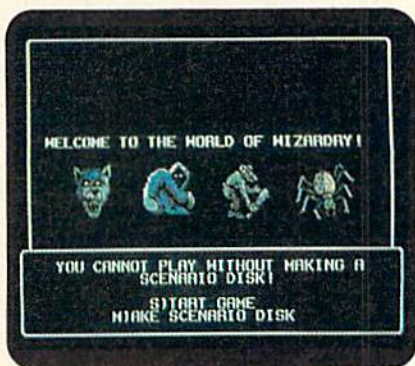 WELCOME TO THE WORLD OF WIZARDRY!
YOU CANNOT PLAY WITHOUT MAKING A
SCENARIO DISK!
S)TART GAME
M)AKE SCENARIO DISK